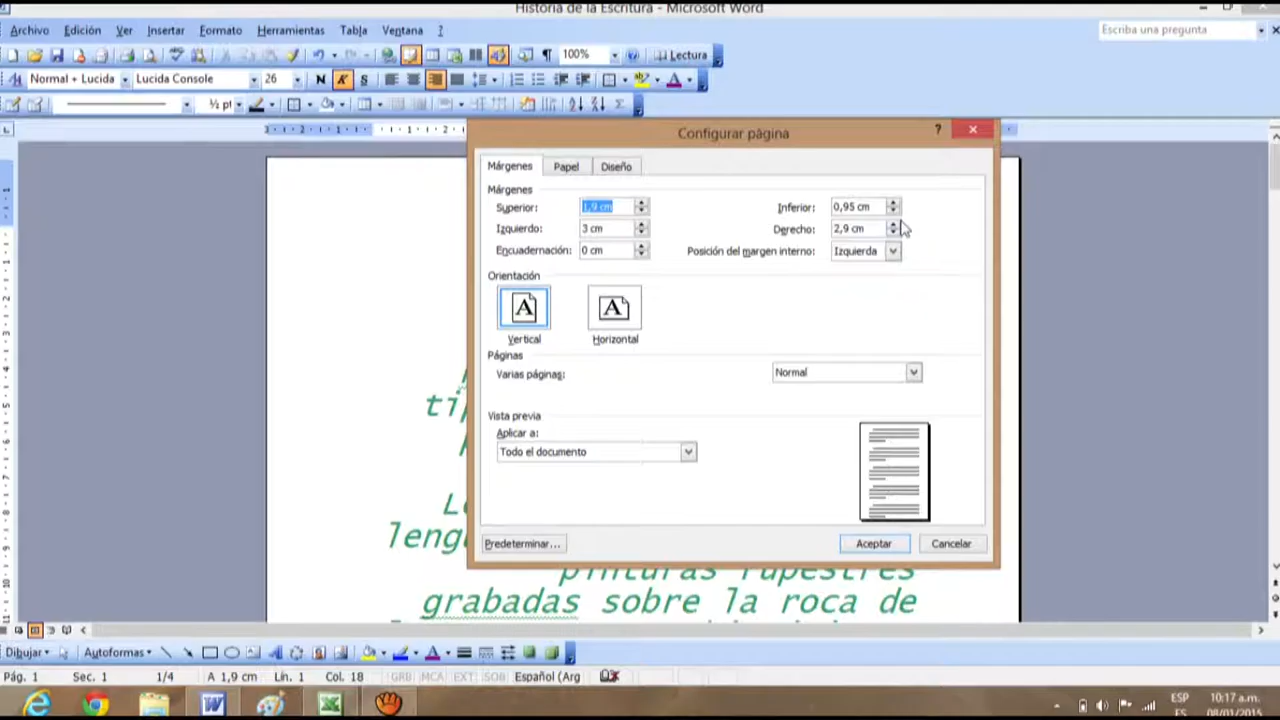 Historia de la Escritura - Microsoft Word
Archivo Edición Ver Insertar Formato Herramientas Tabla Ventana ? Escriba una pregunta
100% Lectura
Normal + Lucida Lucida Console 26 N K S
½ pt
Configurar página ?
Márgenes Papel Diseño
Márgenes
Superior: 1,9 cm Inferior: 0,95 cm
Izquierdo: 3 cm Derecho: 2,9 cm
Encuadernación: 0 cm Posición del margen interno: Izquierda
Orientación
A A
Vertical Horizontal
Páginas
Varias páginas: Normal
Vista previa
Aplicar a:
Todo el documento
Predeterminar... Aceptar Cancelar
pinturas rupestres
grabadas sobre la roca de
Dibujar Autoformas
Pág. 1 Sec. 1 1/4 A 1,9 cm Lín. 1 Col. 18 GRB MCA EXT SOB Español (Arg
ESP 10:17 a.m.
ES 08/01/2015